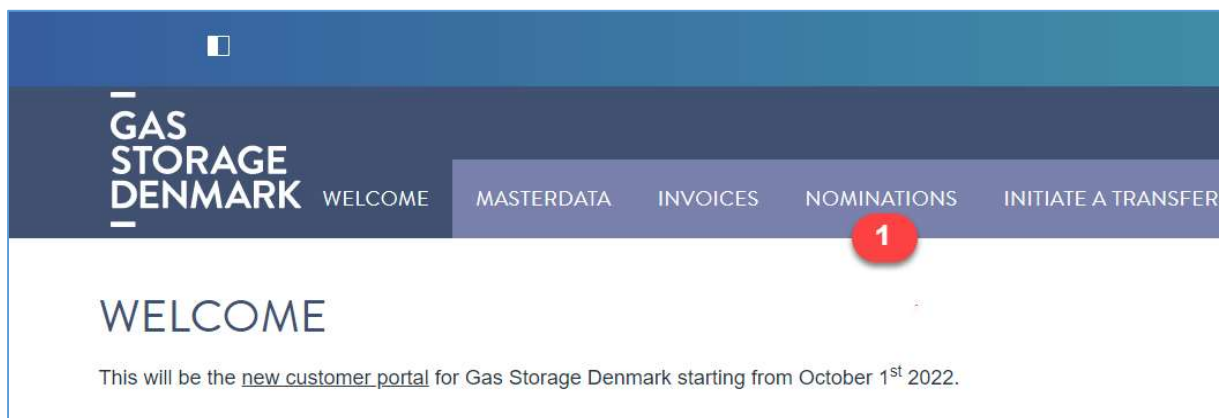 GAS
STORAGE
DENMARK
WELCOME MASTERDATA INVOICES NOMINATIONS INITIATE A TRANSFER
1
WELCOME
This will be the new customer portal for Gas Storage Denmark starting from October 1st 2022.